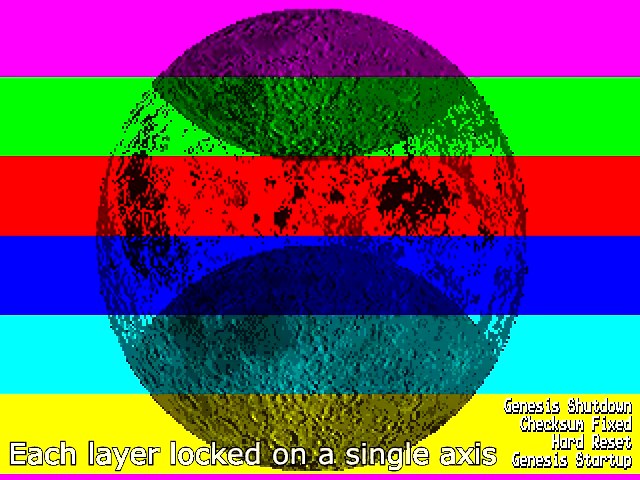 Genesis Shutdown
Checksum Fixed
Hard Reset
Genesis Startup
Each layer locked on a single axis